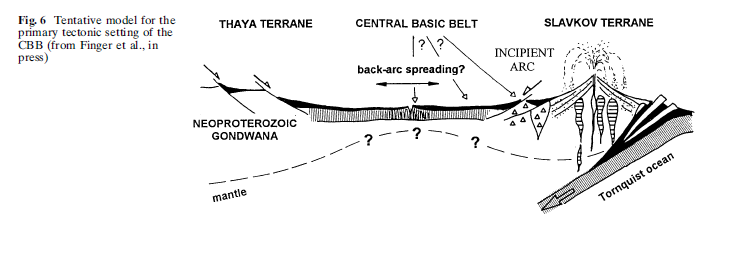 Fig. 6 Tentative model for the
primary tectonic setting of the
CBB (from Finger et al., in
press)
THAYA TERRANE
CENTRAL BASIC BELT
SLAVKOV TERRANE
? ?
INCIPIENT
ARC
back-arc spreading?
NEOPROTEROZOIC
GONDWANA
? ? ?
mantle
Tornquist ocean